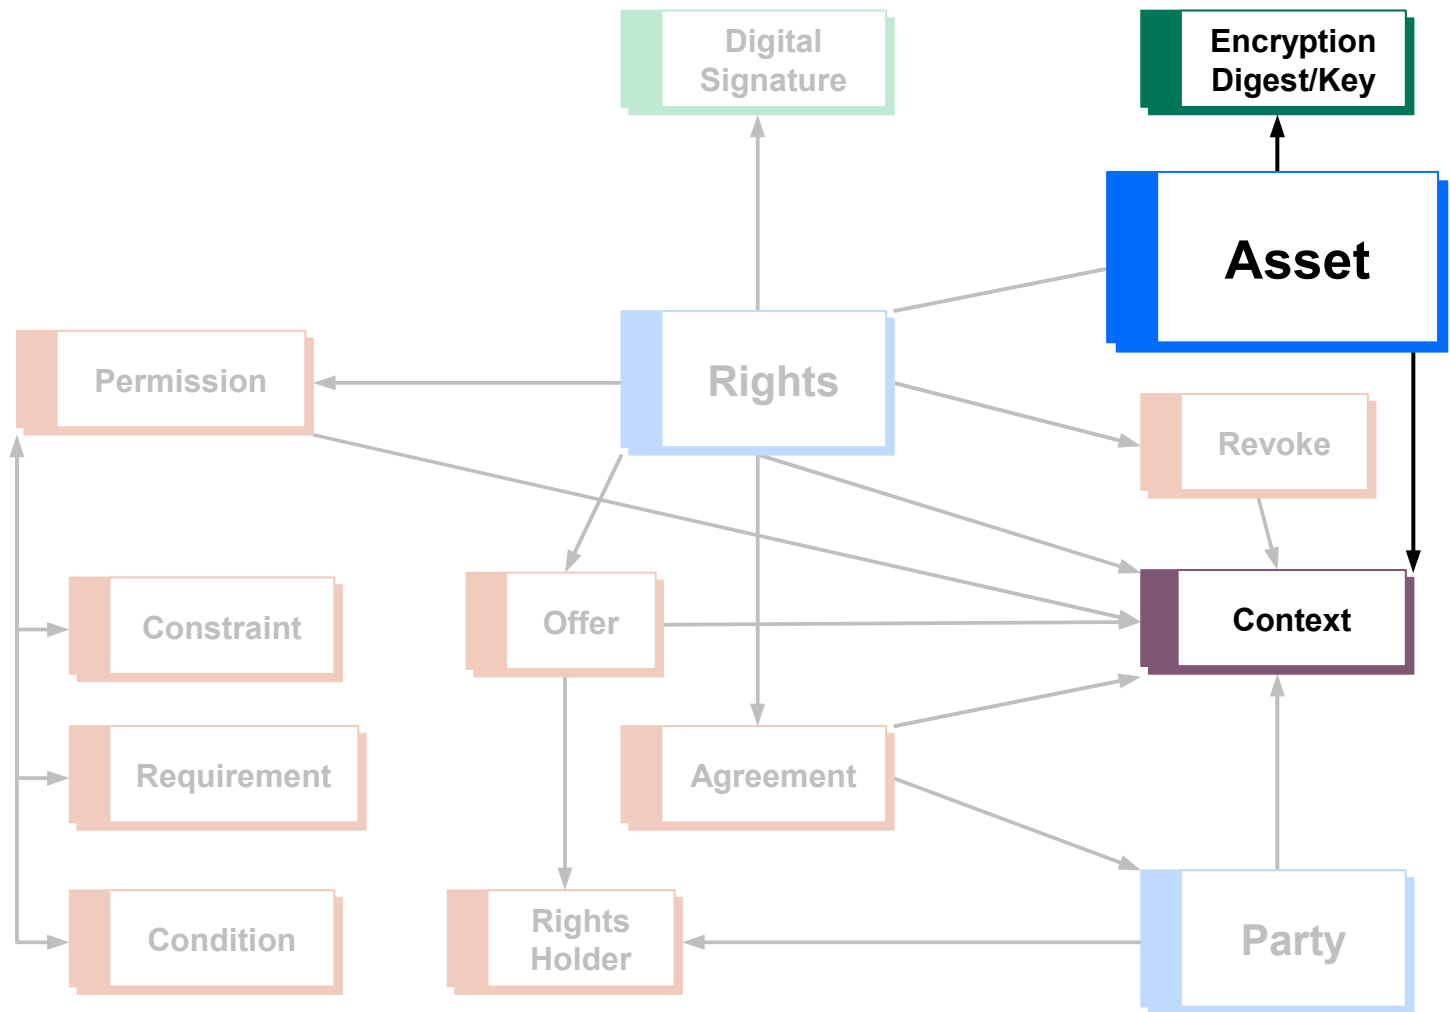 Digital
Signature
Encryption
Digest/Key
Asset
Permission
Rights
Revoke
Constraint
Offer
Context
Requirement
Agreement
Condition
Rights
Holder
Party